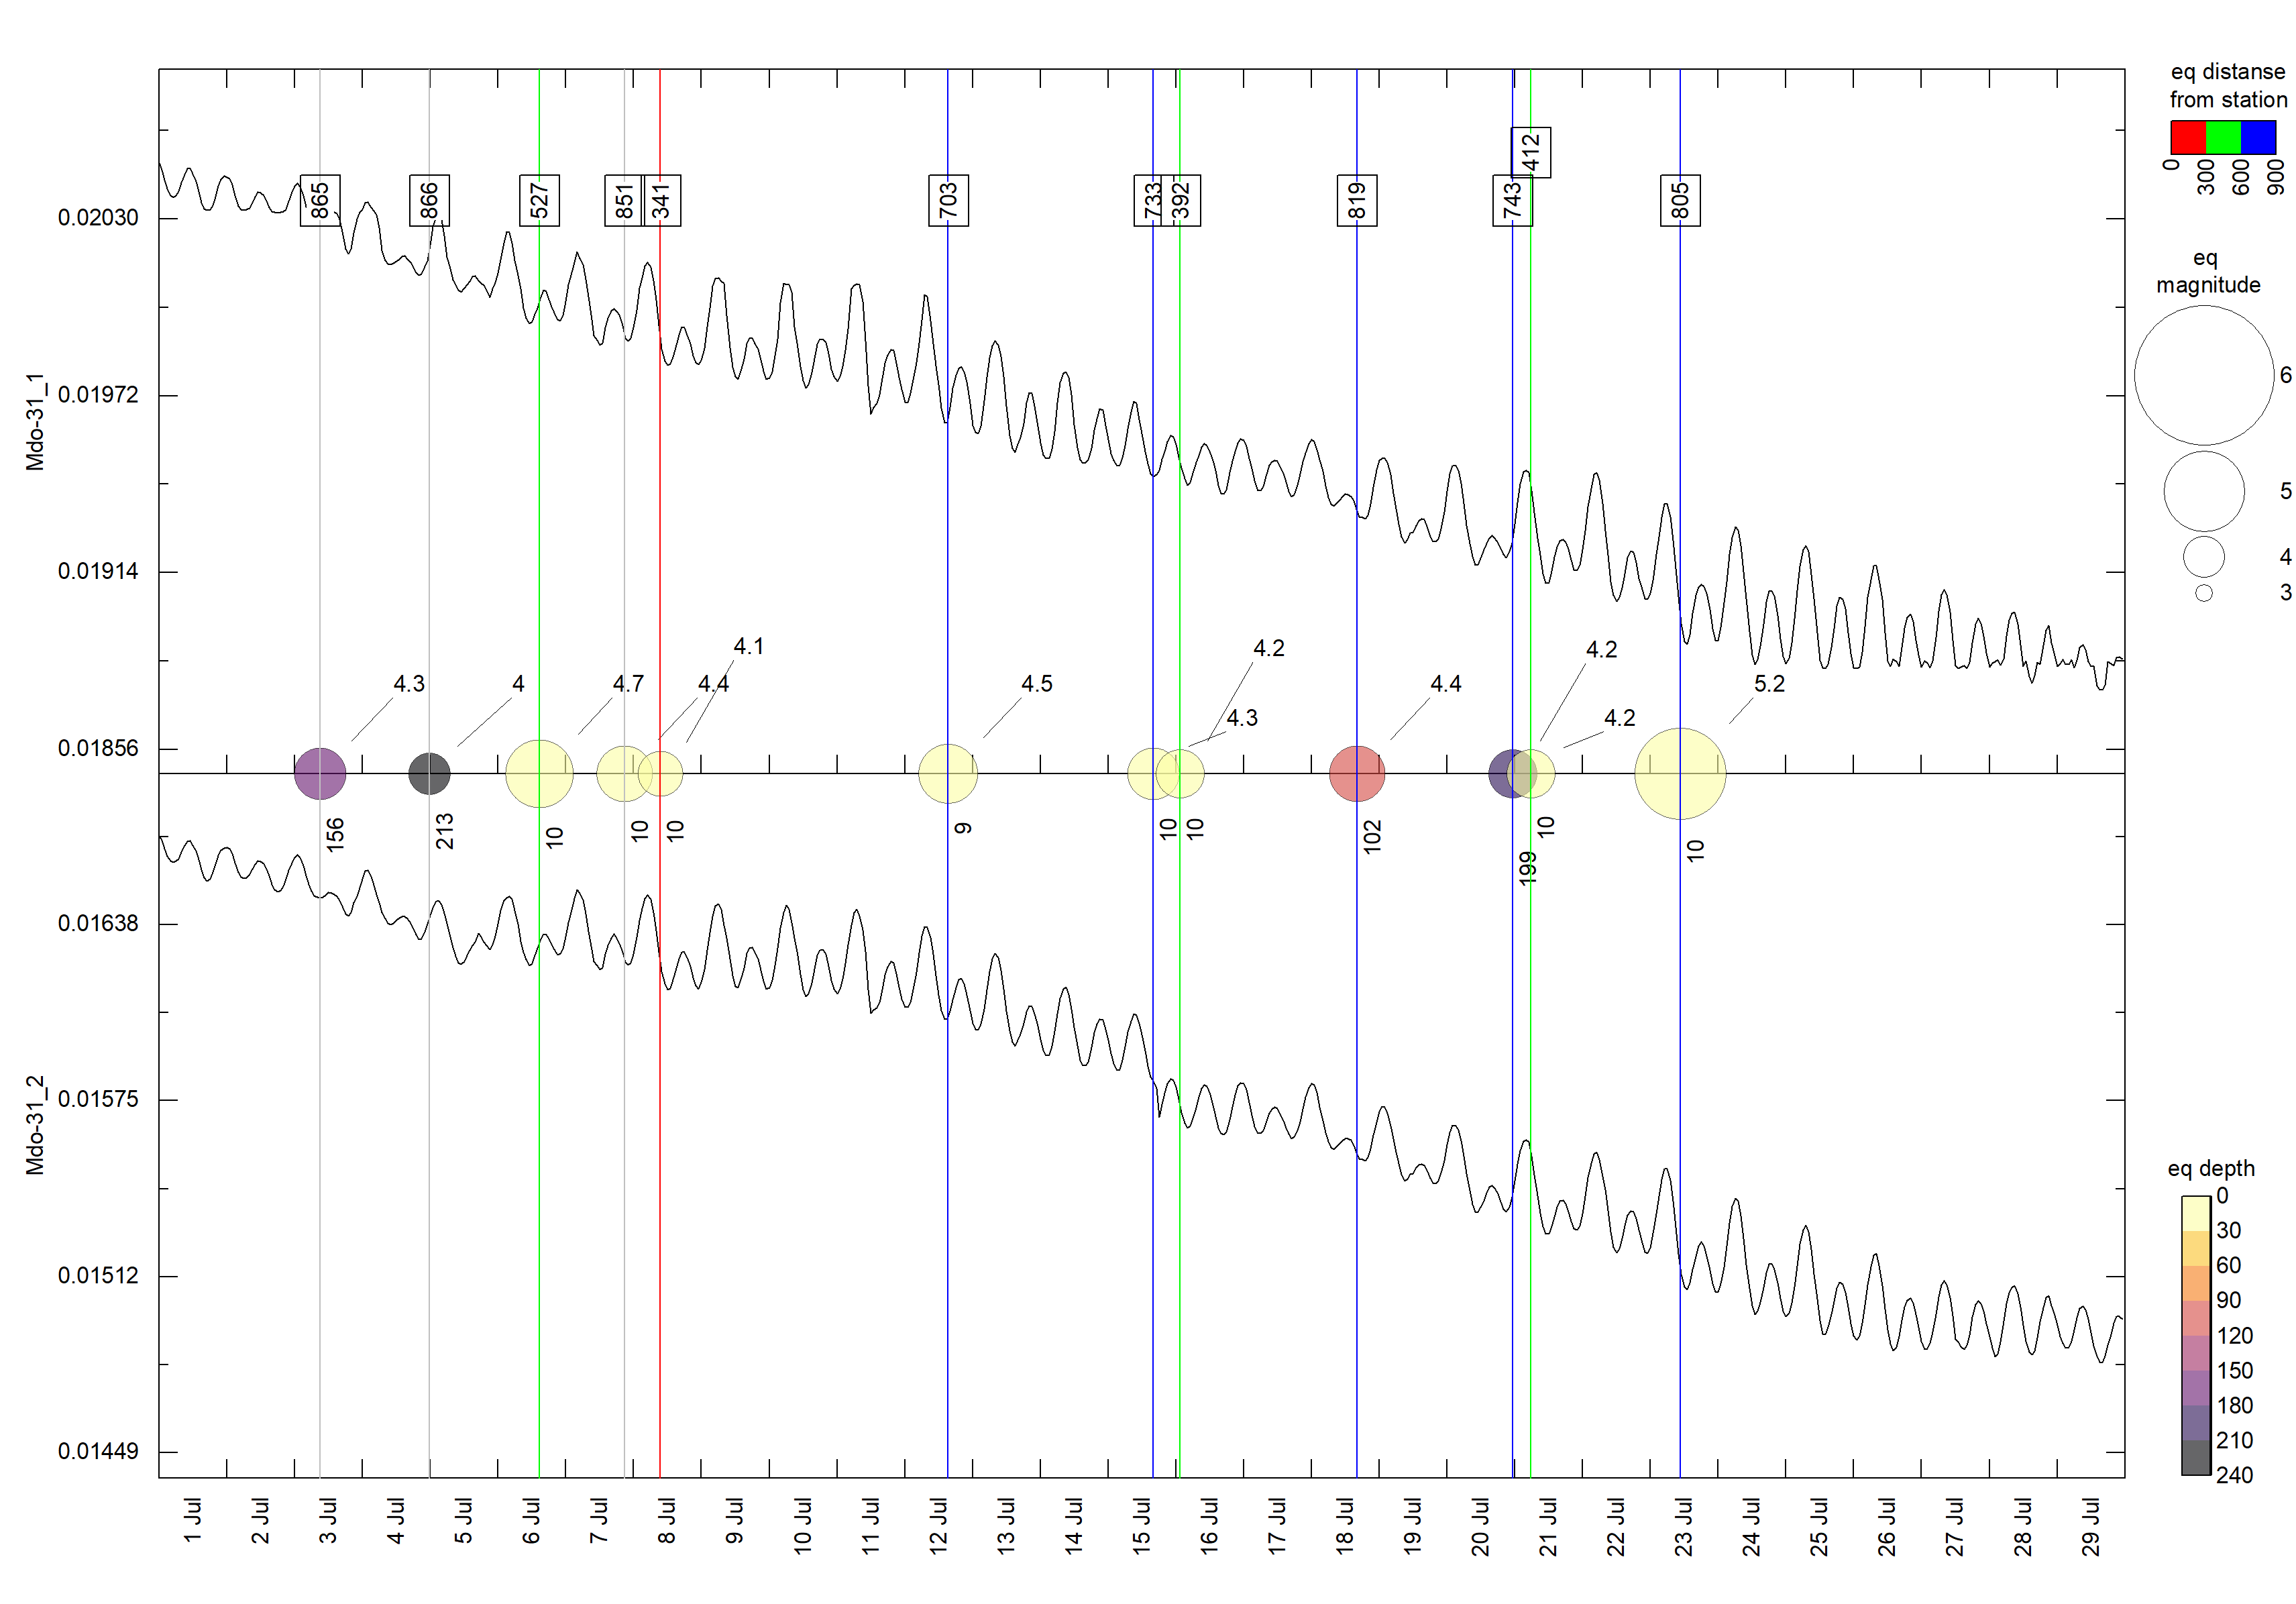 eq distanse
from station
0
300
600
900
412
865
866
527
851
341
703
733
392
819
743
805
0.02030
0.01972
0.01914
0.01856
Mdo-31_1
eq
magnitude
6
5
4
3
4.3
4
4.7
4.4
4.1
4.5
4.2
4.3
4.4
4.2
4.2
5.2
156
213
10
10
10
9
10
10
102
199
10
10
0.01638
0.01575
0.01512
0.01449
Mdo-31_2
eq depth
0
30
60
90
120
150
180
210
240
1 Jul
2 Jul
3 Jul
4 Jul
5 Jul
6 Jul
7 Jul
8 Jul
9 Jul
10 Jul
11 Jul
12 Jul
13 Jul
14 Jul
15 Jul
16 Jul
17 Jul
18 Jul
19 Jul
20 Jul
21 Jul
22 Jul
23 Jul
24 Jul
25 Jul
26 Jul
27 Jul
28 Jul
29 Jul